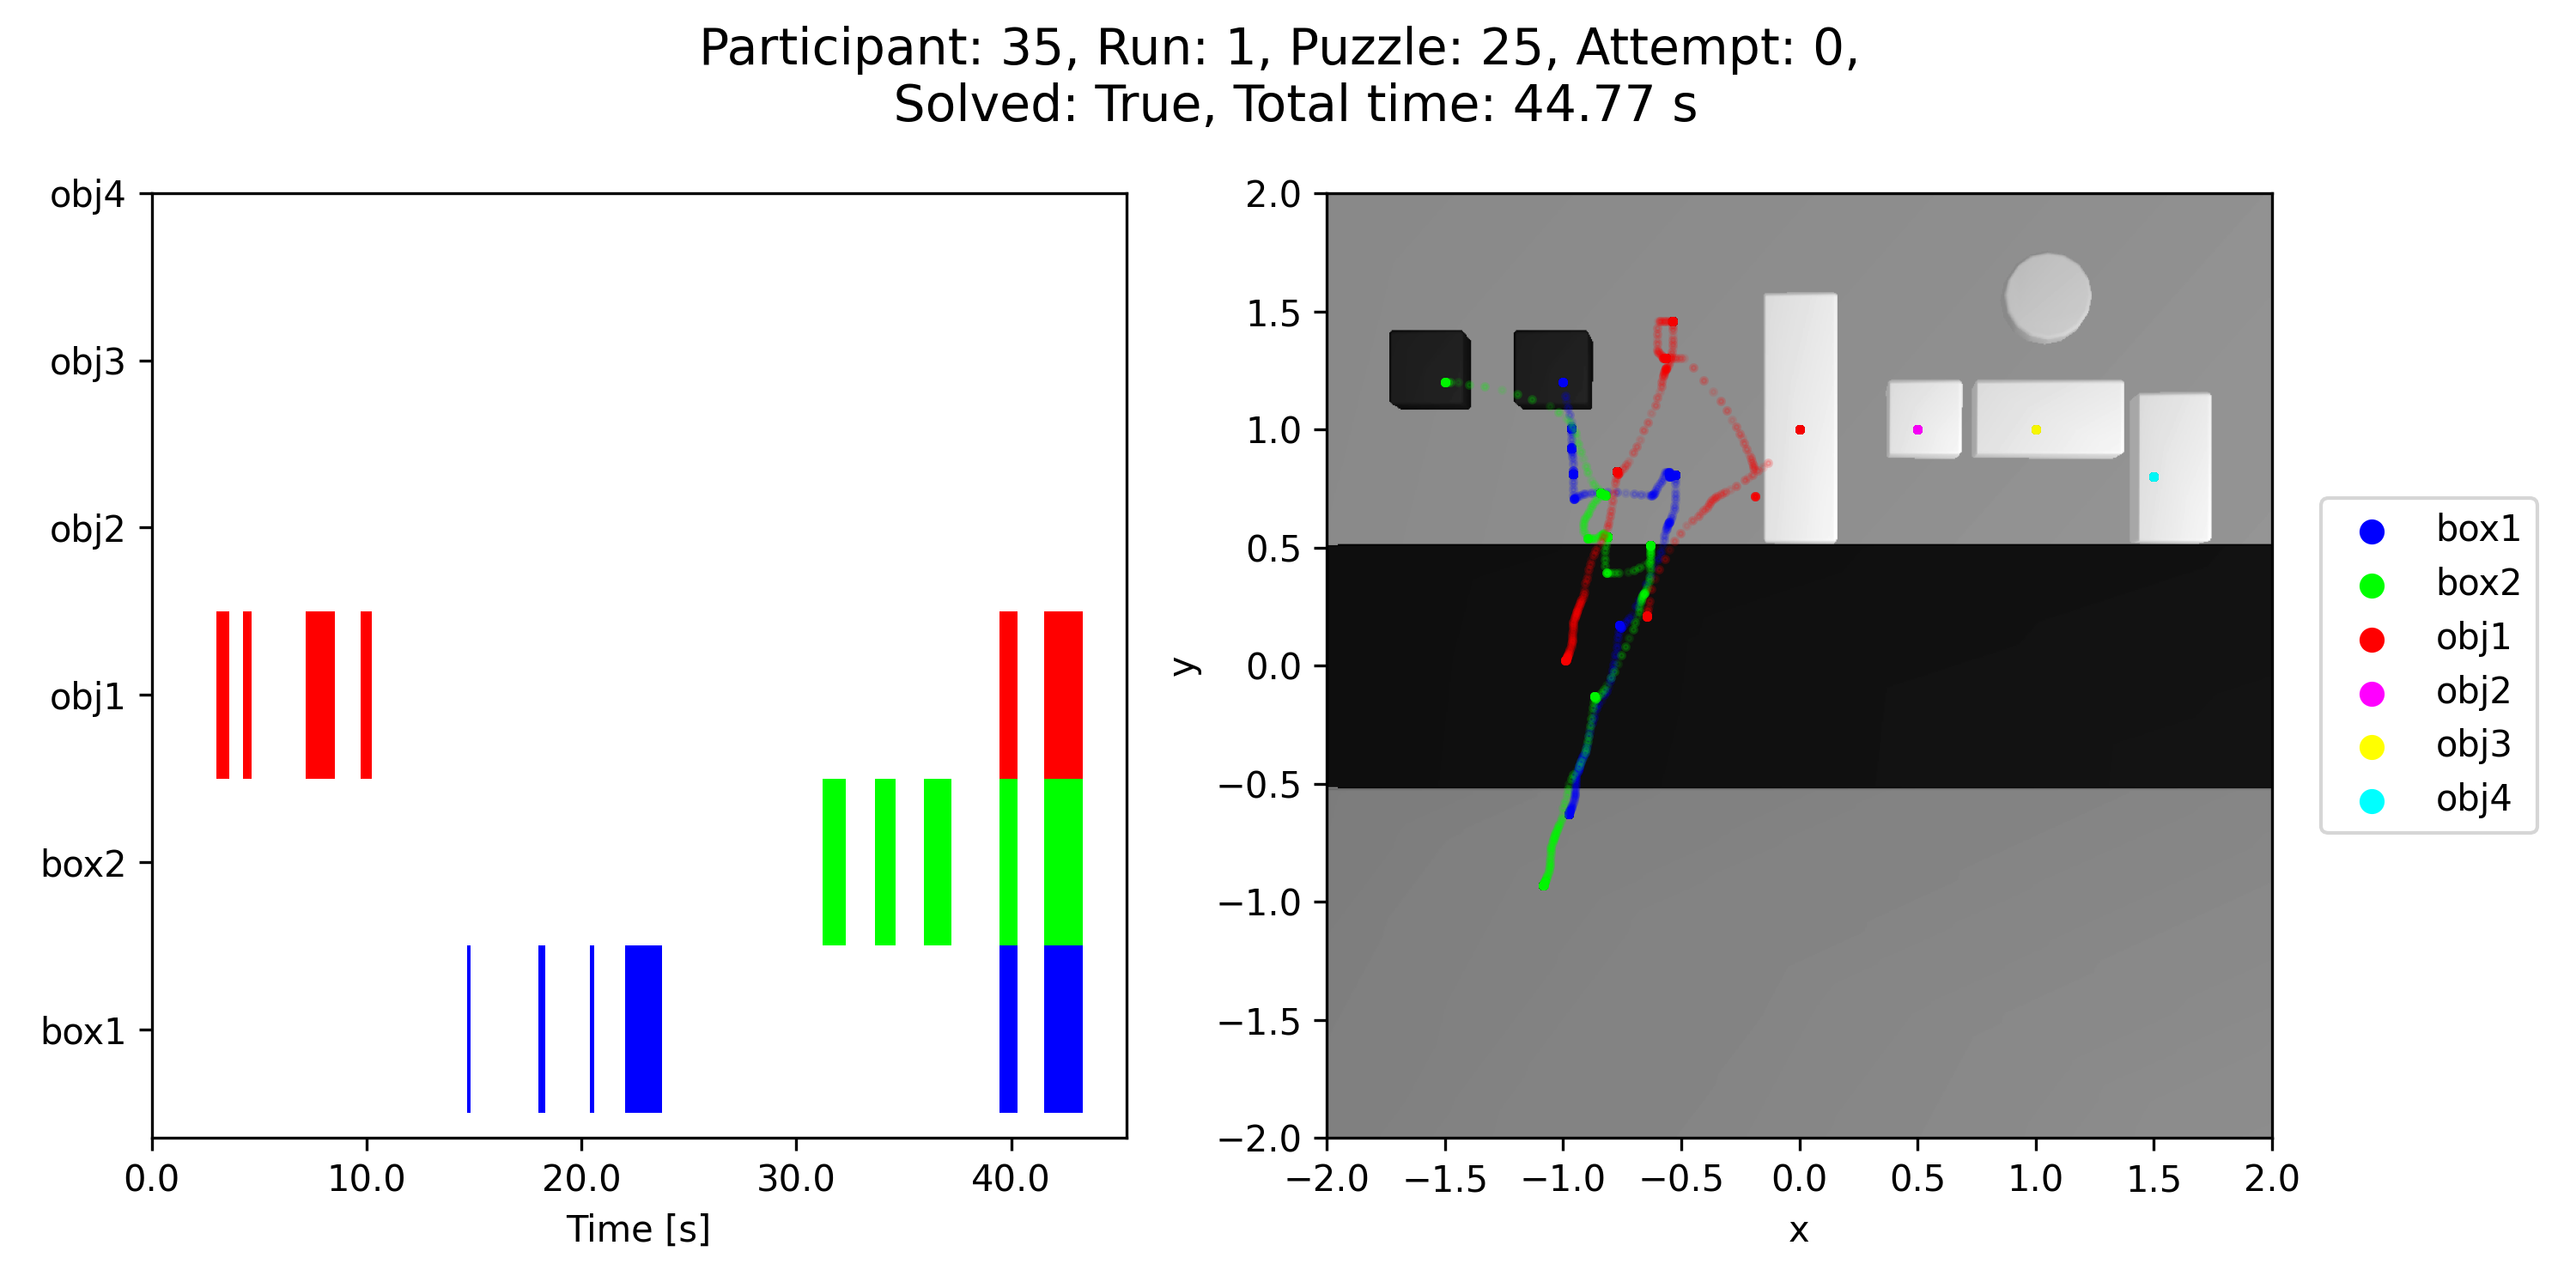 Participant: 35, Run: 1, Puzzle: 25, Attempt: 0,
Solved: True, Total time: 44.77 s
obj4
obj3
obj2
obj1
box2
box1
0.0 10.0 20.0 30.0 40.0
Time [s]
2.0
1.5
1.0
0.5
0.0
−0.5
−1.0
−1.5
−2.0
y
−2.0 −1.5 −1.0 −0.5 0.0 0.5 1.0 1.5 2.0
x
box1
box2
obj1
obj2
obj3
obj4